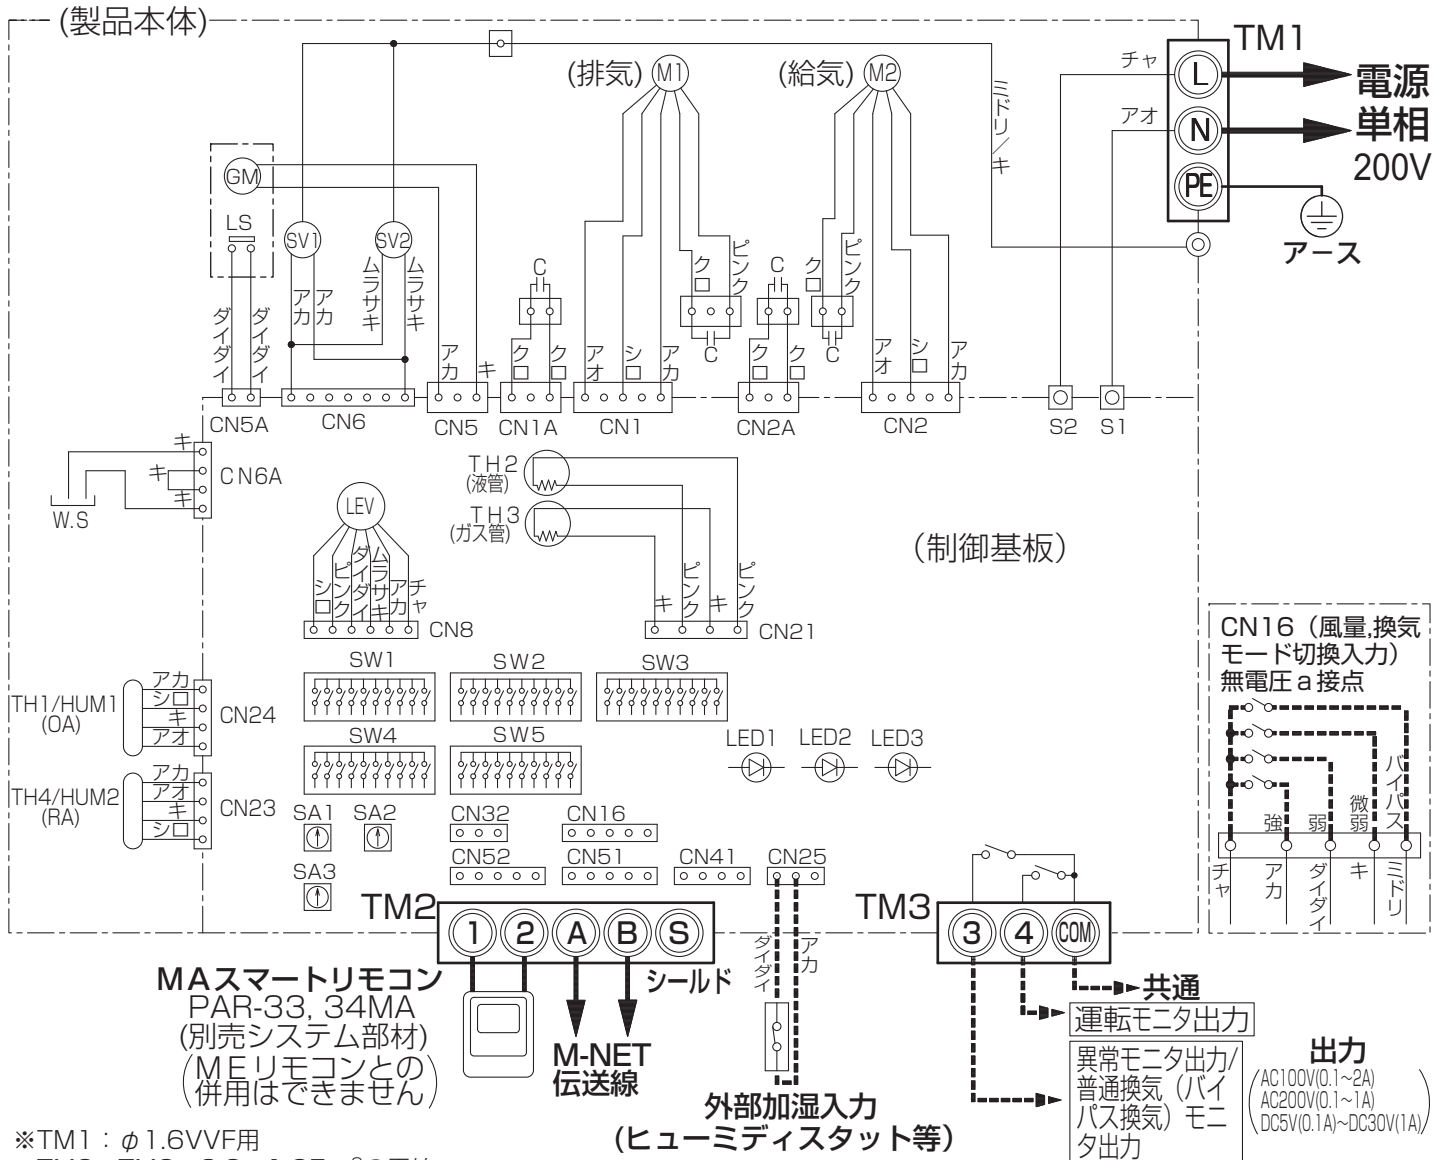 (製品本体)
TM1
チャ
L
電源
アオ
N
単相
200V
PE
アース
(排気)
M1
(給気)
M2
ミドリ／キ
GM
LS
SV1
SV2
ダイダイ
ダイダイ
アカ
アカ
ムラサキ
ムラサキ
アカ
キ
C
クロ
クロ
アオ
シロ
アカ
クロ
ピンク
C
C
クロ
クロ
クロ
ピンク
C
アオ
シロ
アカ
CN5A
CN6
CN5
CN1A
CN1
CN2A
CN2
S2
S1
キ
キ
キ
CN6A
W.S
TH2
(液管)
TH3
(ガス管)
LEV
シロ
ピンク
ダイダイ
ムラサキ
アカ
チャ
CN8
キ
ピンク
キ
ピンク
CN21
(制御基板)
SW1
SW2
SW3
SW4
SW5
TH1/HUM1
(OA)
アカ
シロ
キ
アオ
CN24
TH4/HUM2
(RA)
アカ
アオ
キ
シロ
CN23
LED1
LED2
LED3
SA1
SA2
SA3
CN32
CN16
CN52
CN51
CN41
CN25
CN16（風量,換気
モード切換入力）
無電圧ａ接点
強
弱
微弱
バイパス
チャ
アカ
ダイダイ
キ
ミドリ
TM2
1
2
A
B
S
シールド
ダイダイ
アカ
TM3
3
4
COM
共通
運転モニタ出力
異常モニタ出力/
普通換気（バイ
パス換気）モニ
タ出力
出力
AC100V(0.1~2A)
AC200V(0.1~1A)
DC5V(0.1A)~DC30V(1A)
MAスマートリモコン
PAR-33, 34MA
(別売システム部材)
(MEリモコンとの
併用はできません)
M-NET
伝送線
外部加湿入力
(ヒューミディスタット等)
※TM1：φ1.6VVF用